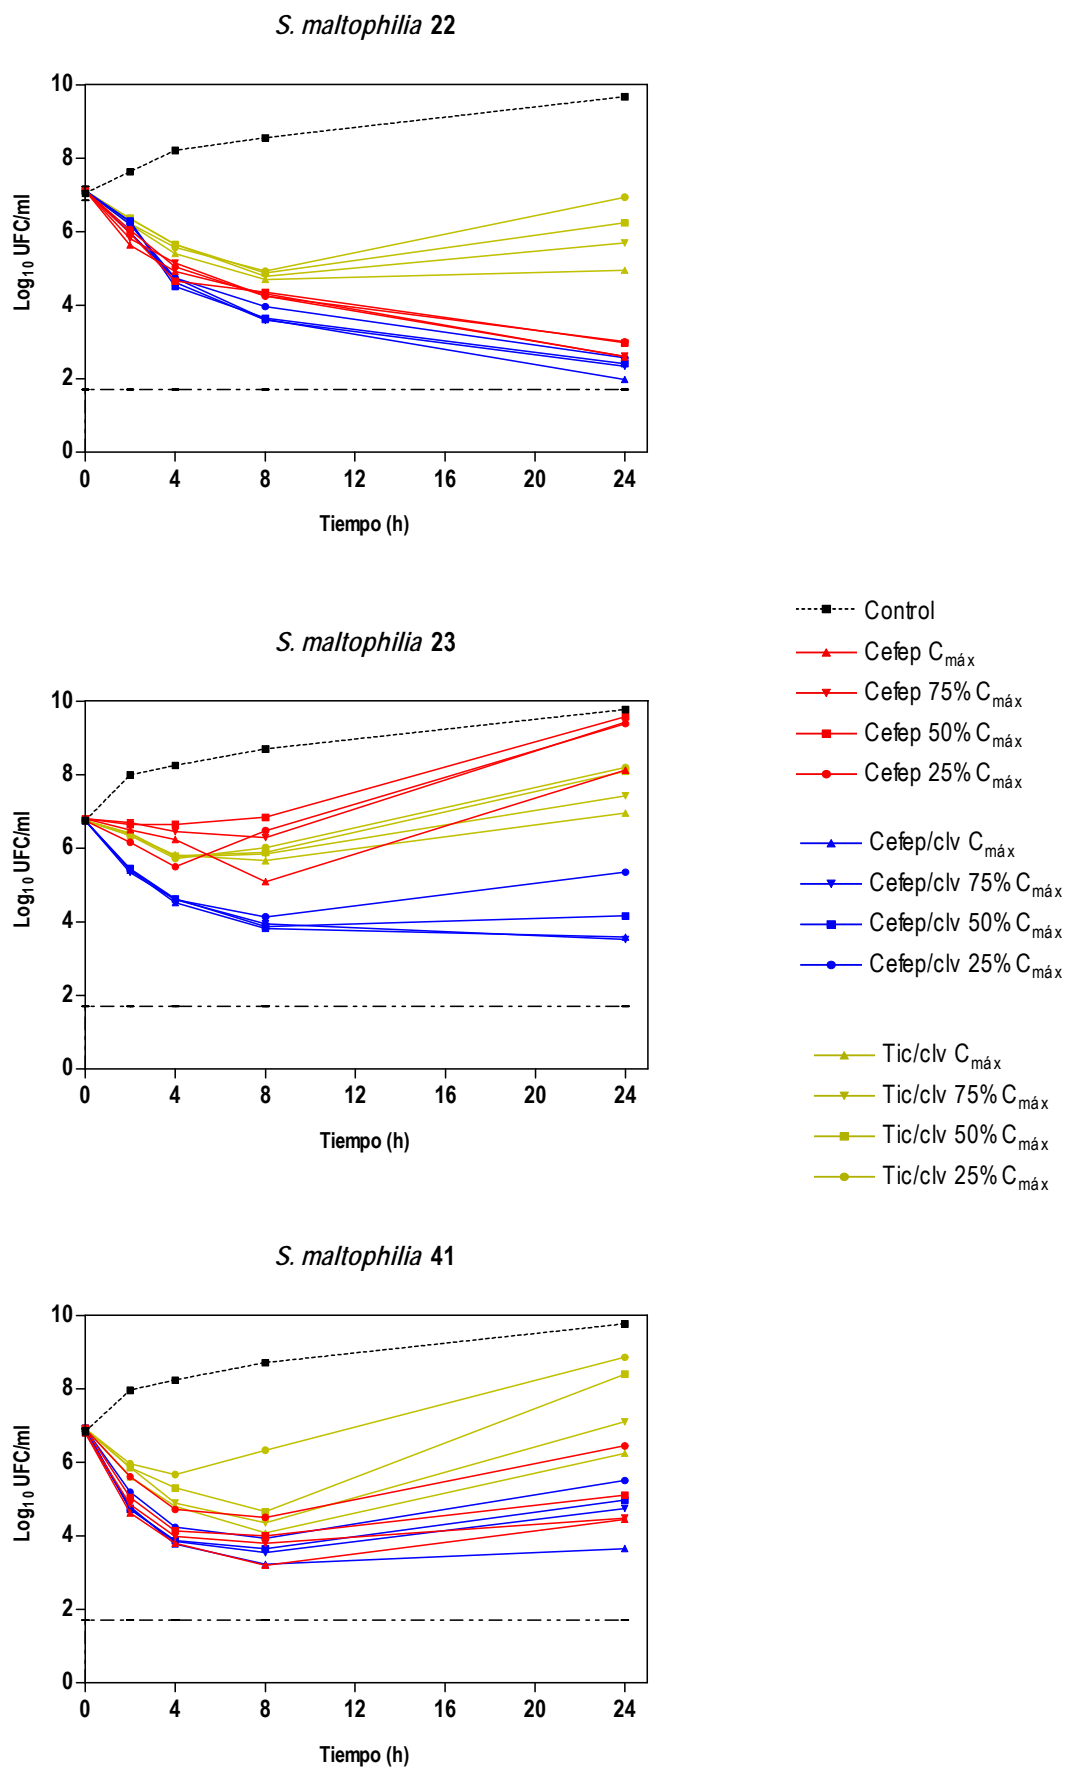 S. maltophilia 22
10
8
6
4
2
0
Log10 UFC/ml
0 4 8 12 16 20 24
Tiempo (h)
S. maltophilia 23
10
8
6
4
2
0
Log10 UFC/ml
0 4 8 12 16 20 24
Tiempo (h)
Control
Cefep Cmáx
Cefep 75% Cmáx
Cefep 50% Cmáx
Cefep 25% Cmáx
Cefep/clv Cmáx
Cefep/clv 75% Cmáx
Cefep/clv 50% Cmáx
Cefep/clv 25% Cmáx
Tic/clv Cmáx
Tic/clv 75% Cmáx
Tic/clv 50% Cmáx
Tic/clv 25% Cmáx
S. maltophilia 41
10
8
6
4
2
0
Log10 UFC/ml
0 4 8 12 16 20 24
Tiempo (h)